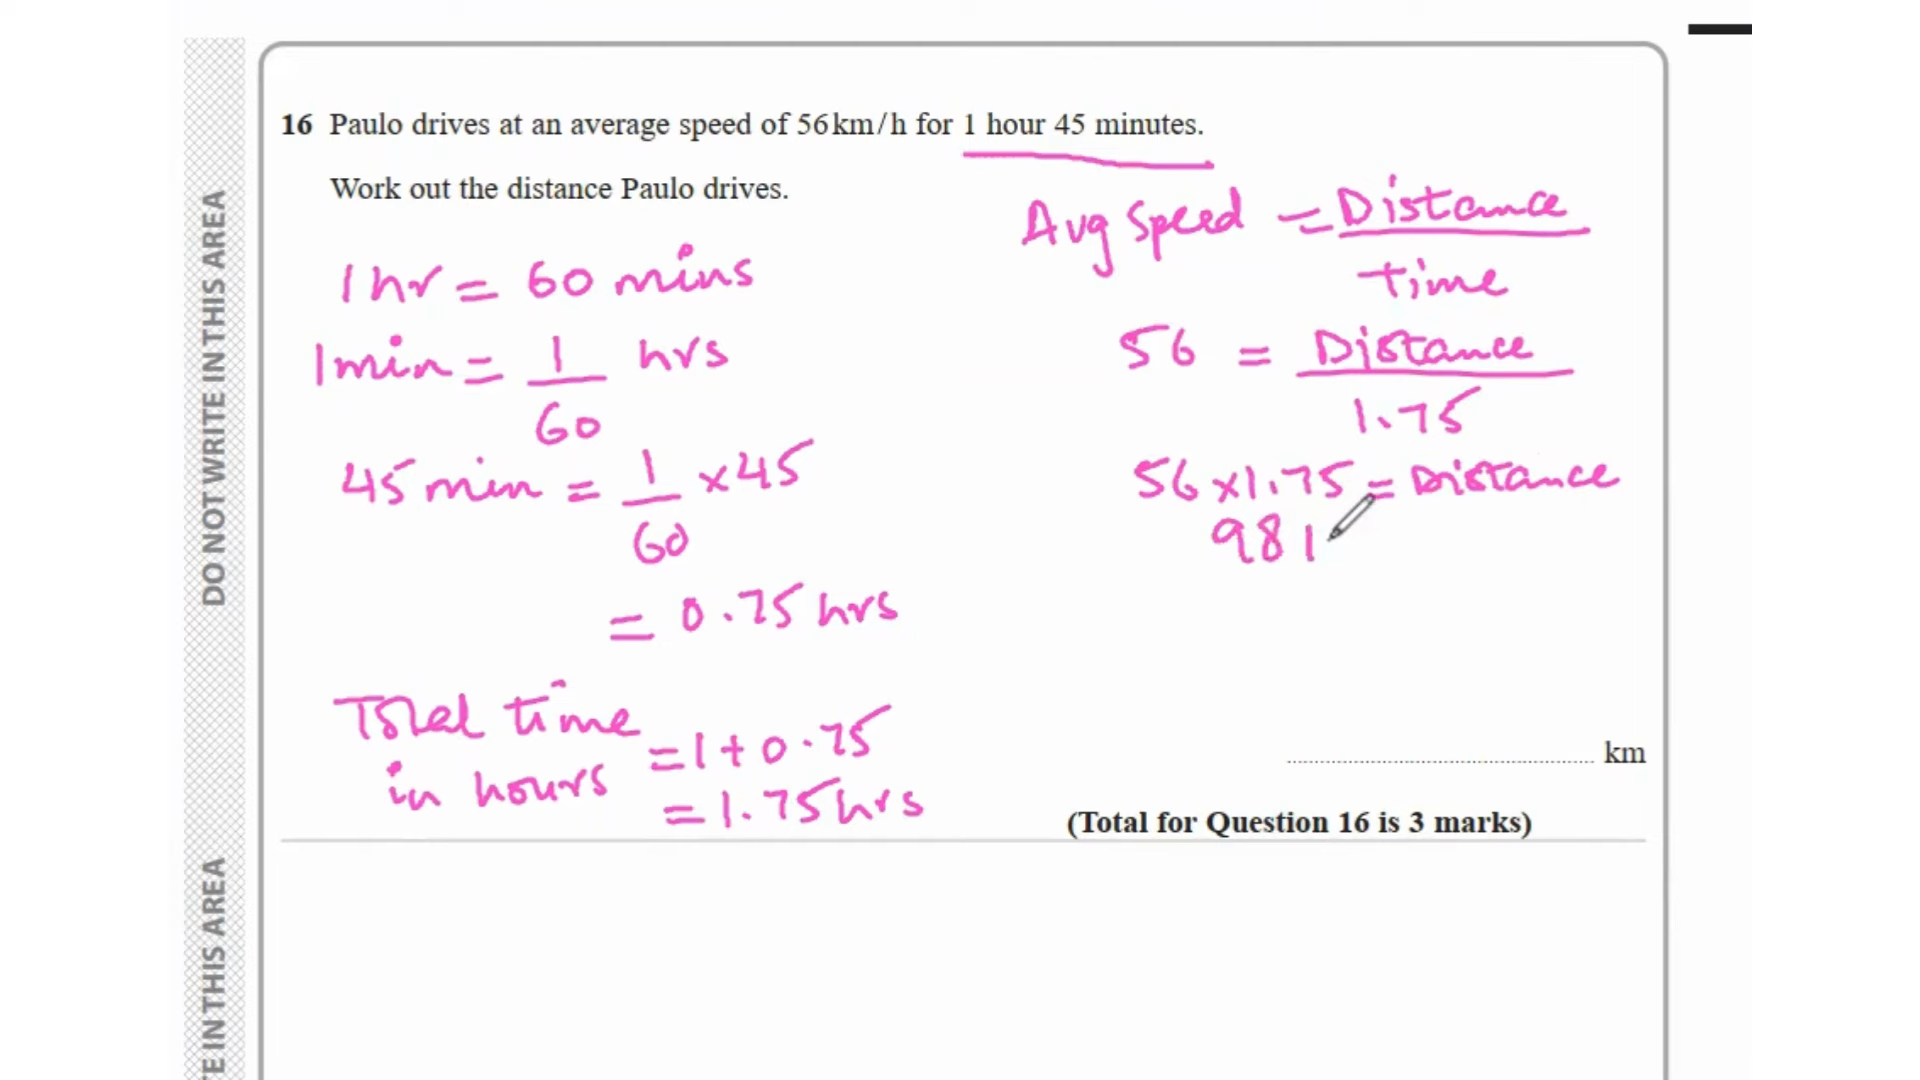 16 Paulo drives at an average speed of 56 km/h for 1 hour 45 minutes.
Work out the distance Paulo drives.
1 hr = 60 mins
1 min = 1/60 hrs
45 min = 1/60 × 45
= 0.75 hrs
Total time in hours = 1 + 0.75
= 1.75 hrs
Avg Speed = Distance / time
56 = Distance / 1.75
56 × 1.75 = Distance
981
km
(Total for Question 16 is 3 marks)
DO NOT WRITE IN THIS AREA
TE IN THIS AREA